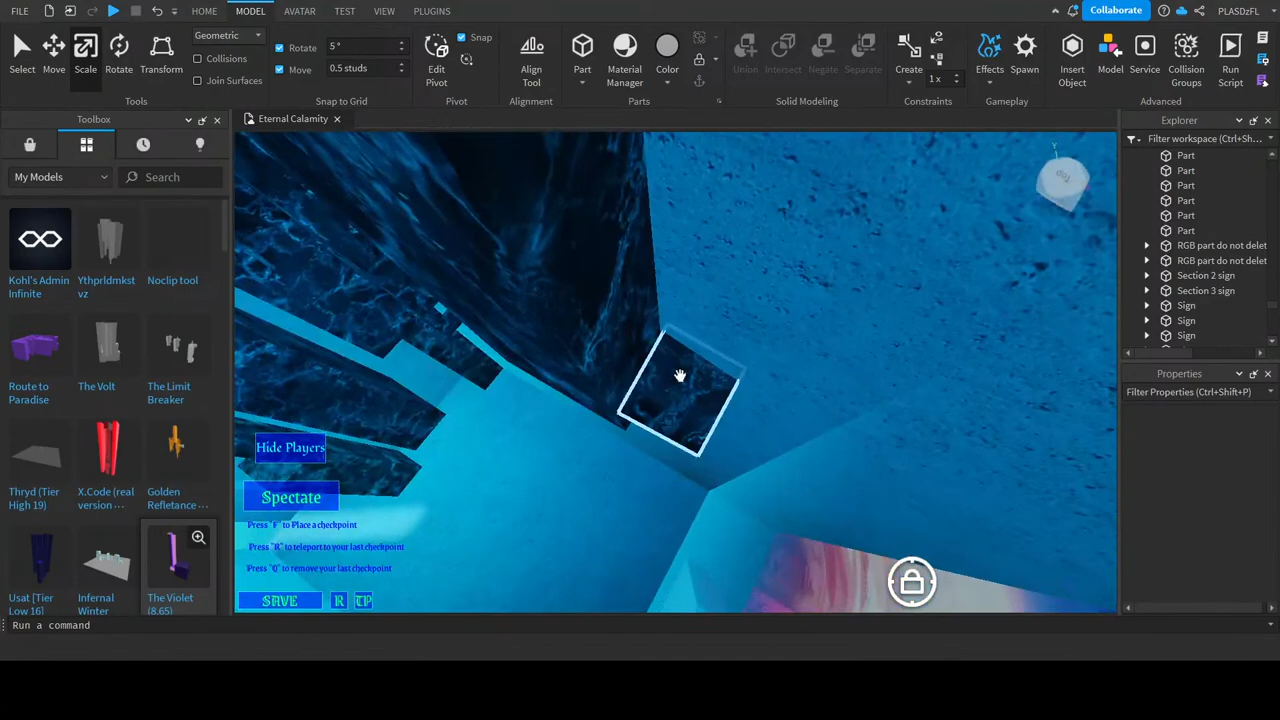 FILE HOME MODEL AVATAR TEST VIEW PLUGINS Collaborate PLASDzFL
Select Move Scale Rotate Transform
Geometric
Collisions
Join Surfaces
Tools
Rotate 5 °
Move 0.5 studs
Snap to Grid
Edit Pivot Snap
Pivot
Align Tool
Alignment
Part Material Manager Color
Parts
Union Intersect Negate Separate
Solid Modeling
Create 1 x
Constraints
Effects Spawn
Gameplay
Insert Object Model Service Collision Groups Run Script
Advanced
Toolbox
My Models Search
Kohl's Admin Infinite
Ythprldmkst vz
Noclip tool
Route to Paradise
The Volt
The Limit Breaker
Thryd (Tier High 19)
X.Code (real version ...
Golden Refletance ...
Usat [Tier Low 16]
Infernal Winter
The Violet (8.65)
Eternal Calamity
Top
Y
Hide Players
Spectate
Press "F" to Place a checkpoint
Press "R" to teleport to your last checkpoint
Press "Q" to remove your last checkpoint
SAVE R TP
Explorer
Filter workspace (Ctrl+Sh...
Part
Part
Part
Part
Part
Part
RGB part do not delet
RGB part do not delet
Section 2 sign
Section 3 sign
Sign
Sign
Sign
Properties
Filter Properties (Ctrl+Shift+P)
Run a command